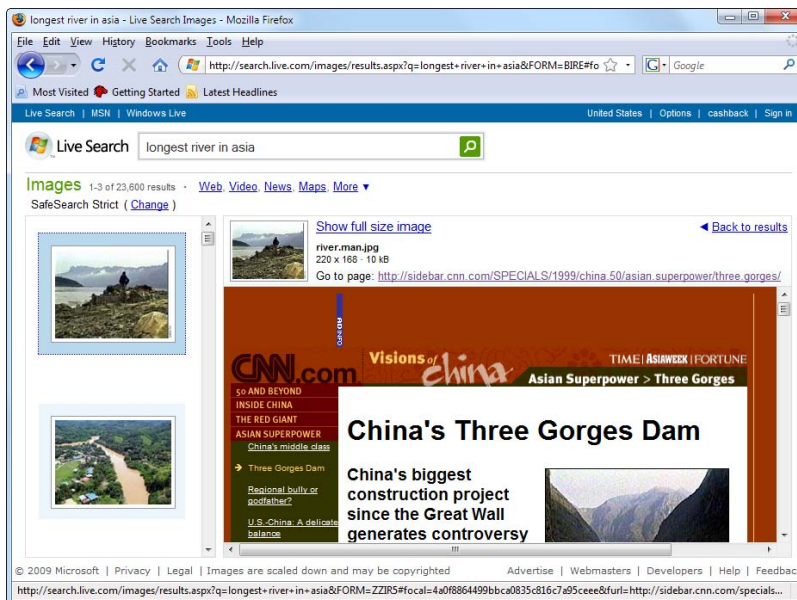 longest river in asia - Live Search Images - Mozilla Firefox
File Edit View History Bookmarks Tools Help
http://search.live.com/images/results.aspx?q=longest+river+in+asia&FORM=BIRE#fo
G Google
Most Visited Getting Started Latest Headlines
Live Search | MSN | Windows Live United States | Options | cashback | Sign in
Live Search longest river in asia
Images 1-3 of 23,600 results · Web, Video, News, Maps, More ▼
SafeSearch Strict ( Change )
Show full size image ◄ Back to results
river.man.jpg
220 x 168 · 10 kB
Go to page: http://sidebar.cnn.com/SPECIALS/1999/china.50/asian.superpower/three.gorges/
AD INFO
CNN.com Visions of china TIME | ASIAWEEK | FORTUNE
Asian Superpower > Three Gorges
50 AND BEYOND
INSIDE CHINA
THE RED GIANT
ASIAN SUPERPOWER
China's middle class
Three Gorges Dam
Regional bully or
godfather?
U.S.-China: A delicate
balance
China's Three Gorges Dam
China's biggest
construction project
since the Great Wall
generates controversy
© 2009 Microsoft | Privacy | Legal | Images are scaled down and may be copyrighted Advertise | Webmasters | Developers | Help | Feedbac
http://search.live.com/images/results.aspx?q=longest+river+in+asia&FORM=ZZIR5#focal=4a0f8864499bbca0835c816c7a95ceee&furl=http://sidebar.cnn.com/specials...